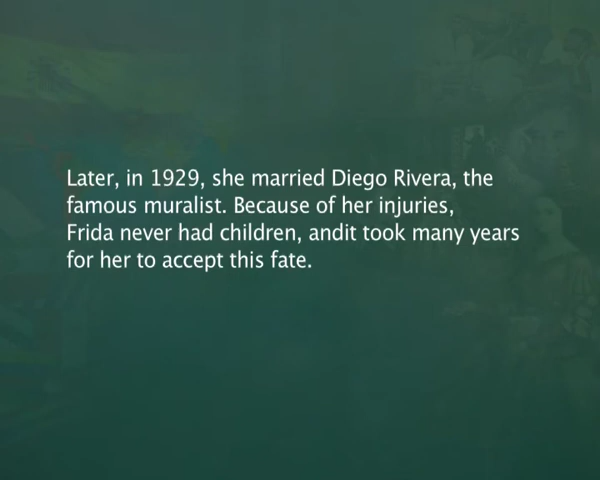 Later, in 1929, she married Diego Rivera, the
famous muralist. Because of her injuries,
Frida never had children, andit took many years
for her to accept this fate.